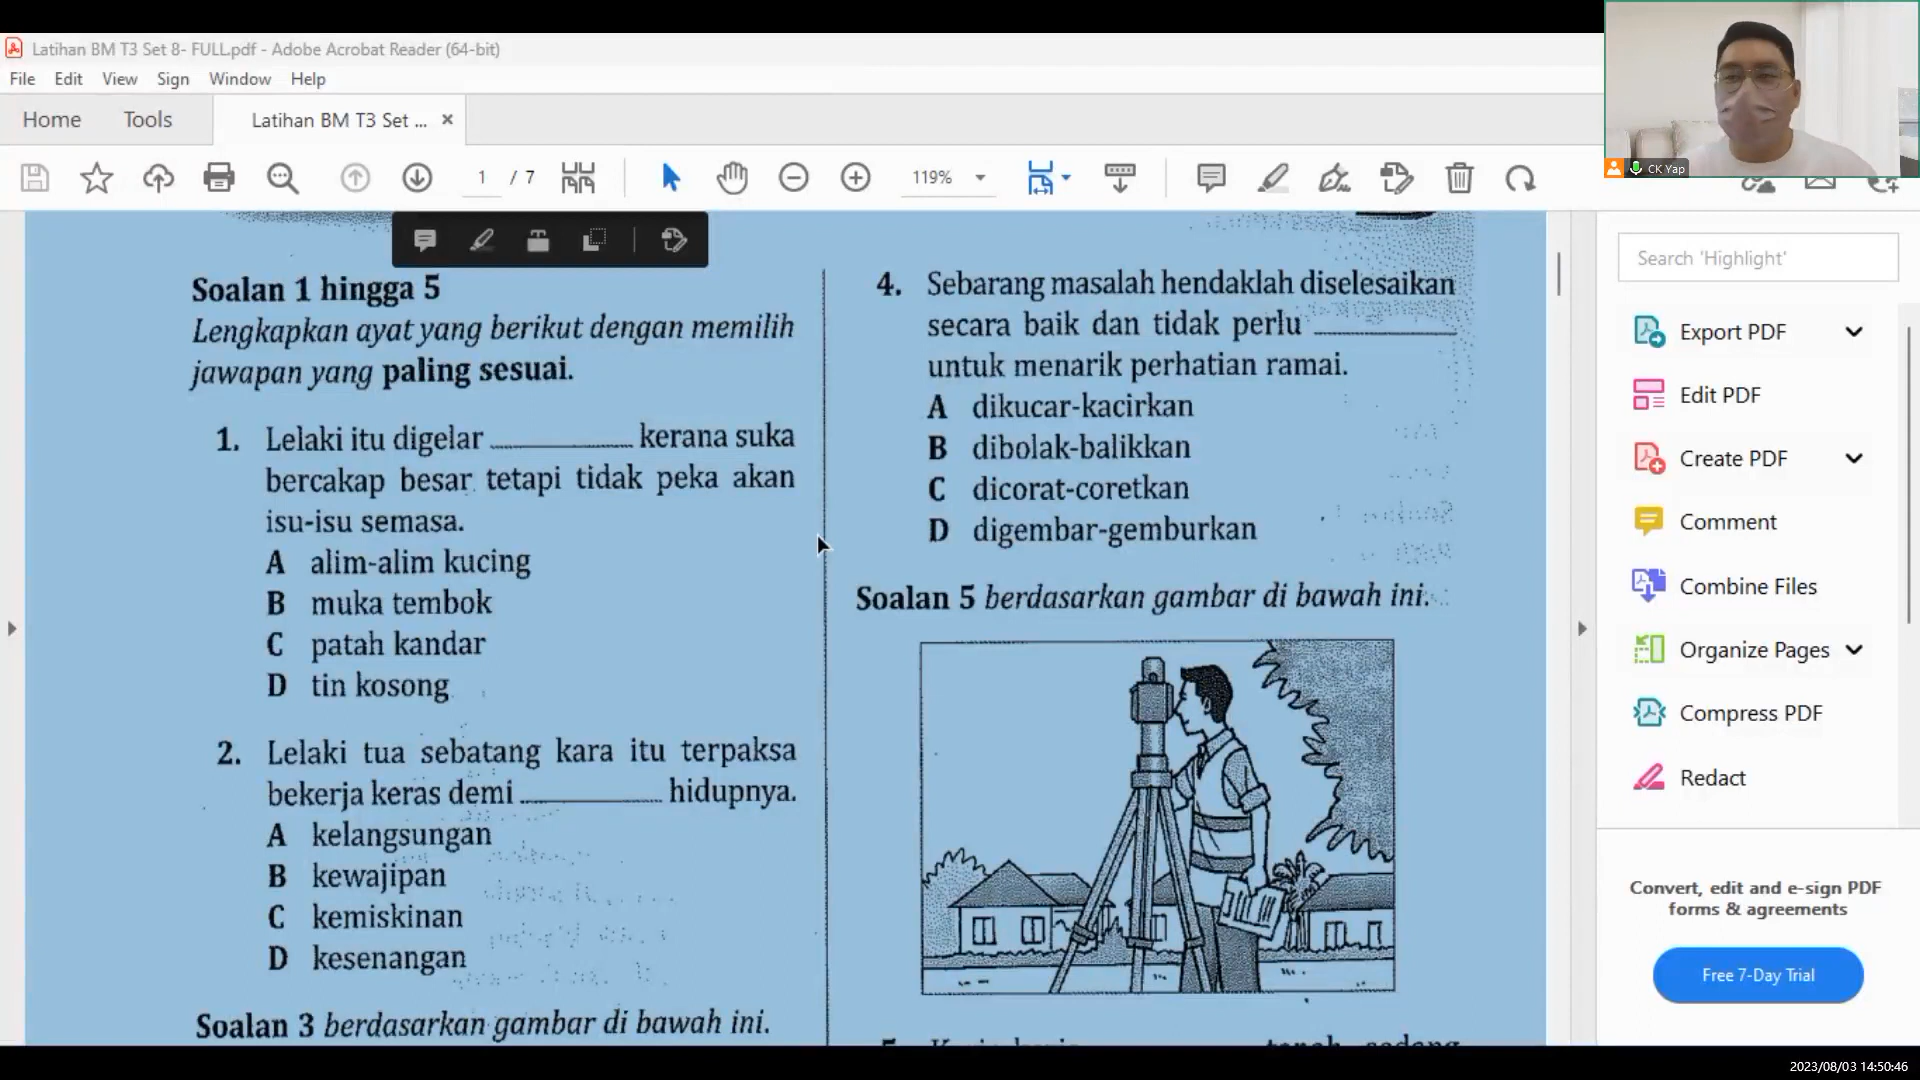 Latihan BM T3 Set 8- FULL.pdf - Adobe Acrobat Reader (64-bit)
File Edit View Sign Window Help
Home Tools Latihan BM T3 Set ... ×
1 / 7 119%
CK Yap
Soalan 1 hingga 5
Lengkapkan ayat yang berikut dengan memilih
jawapan yang paling sesuai.
1. Lelaki itu digelar ____________ kerana suka
bercakap besar tetapi tidak peka akan
isu-isu semasa.
A alim-alim kucing
B muka tembok
C patah kandar
D tin kosong
2. Lelaki tua sebatang kara itu terpaksa
bekerja keras demi ____________ hidupnya.
A kelangsungan
B kewajipan
C kemiskinan
D kesenangan
Soalan 3 berdasarkan gambar di bawah ini.
4. Sebarang masalah hendaklah diselesaikan
secara baik dan tidak perlu ____________
untuk menarik perhatian ramai.
A dikucar-kacirkan
B dibolak-balikkan
C dicorat-coretkan
D digembar-gemburkan
Soalan 5 berdasarkan gambar di bawah ini.
Search 'Highlight'
Export PDF
Edit PDF
Create PDF
Comment
Combine Files
Organize Pages
Compress PDF
Redact
Convert, edit and e-sign PDF
forms & agreements
Free 7-Day Trial
2023/08/03 14:50:46